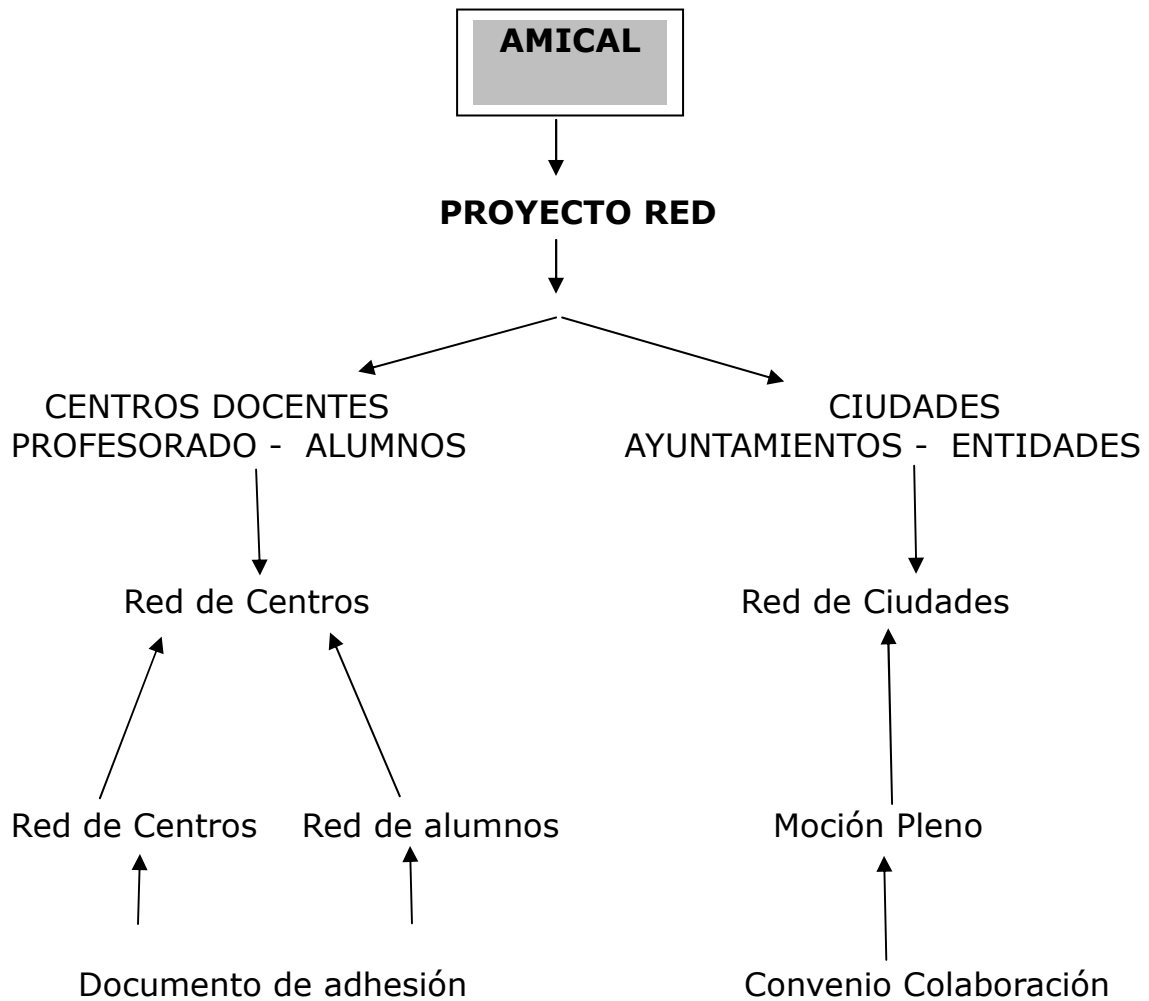 AMICAL
PROYECTO RED
CENTROS DOCENTES
PROFESORADO - ALUMNOS
CIUDADES
AYUNTAMIENTOS - ENTIDADES
Red de Centros
Red de Ciudades
Red de Centros
Red de alumnos
Moción Pleno
Documento de adhesión
Convenio Colaboración